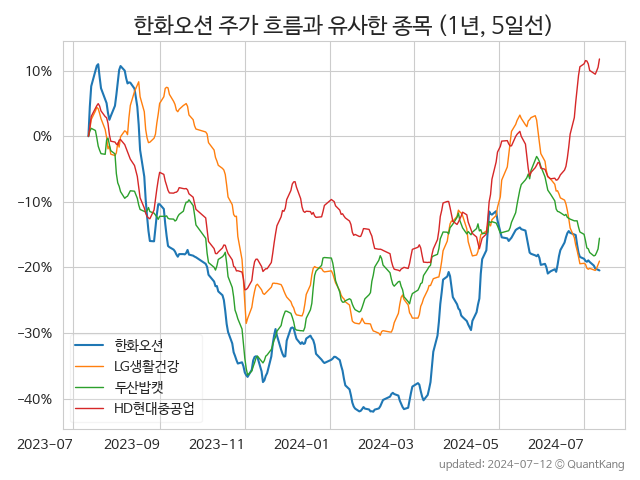 한화오션 주가 흐름과 유사한 종목 (1년, 5일선)
10%
0%
−10%
−20%
−30%
−40%
한화오션
LG생활건강
두산밥캣
HD현대중공업
2023-07 2023-09 2023-11 2024-01 2024-03 2024-05 2024-07
updated: 2024-07-12 © QuantKang